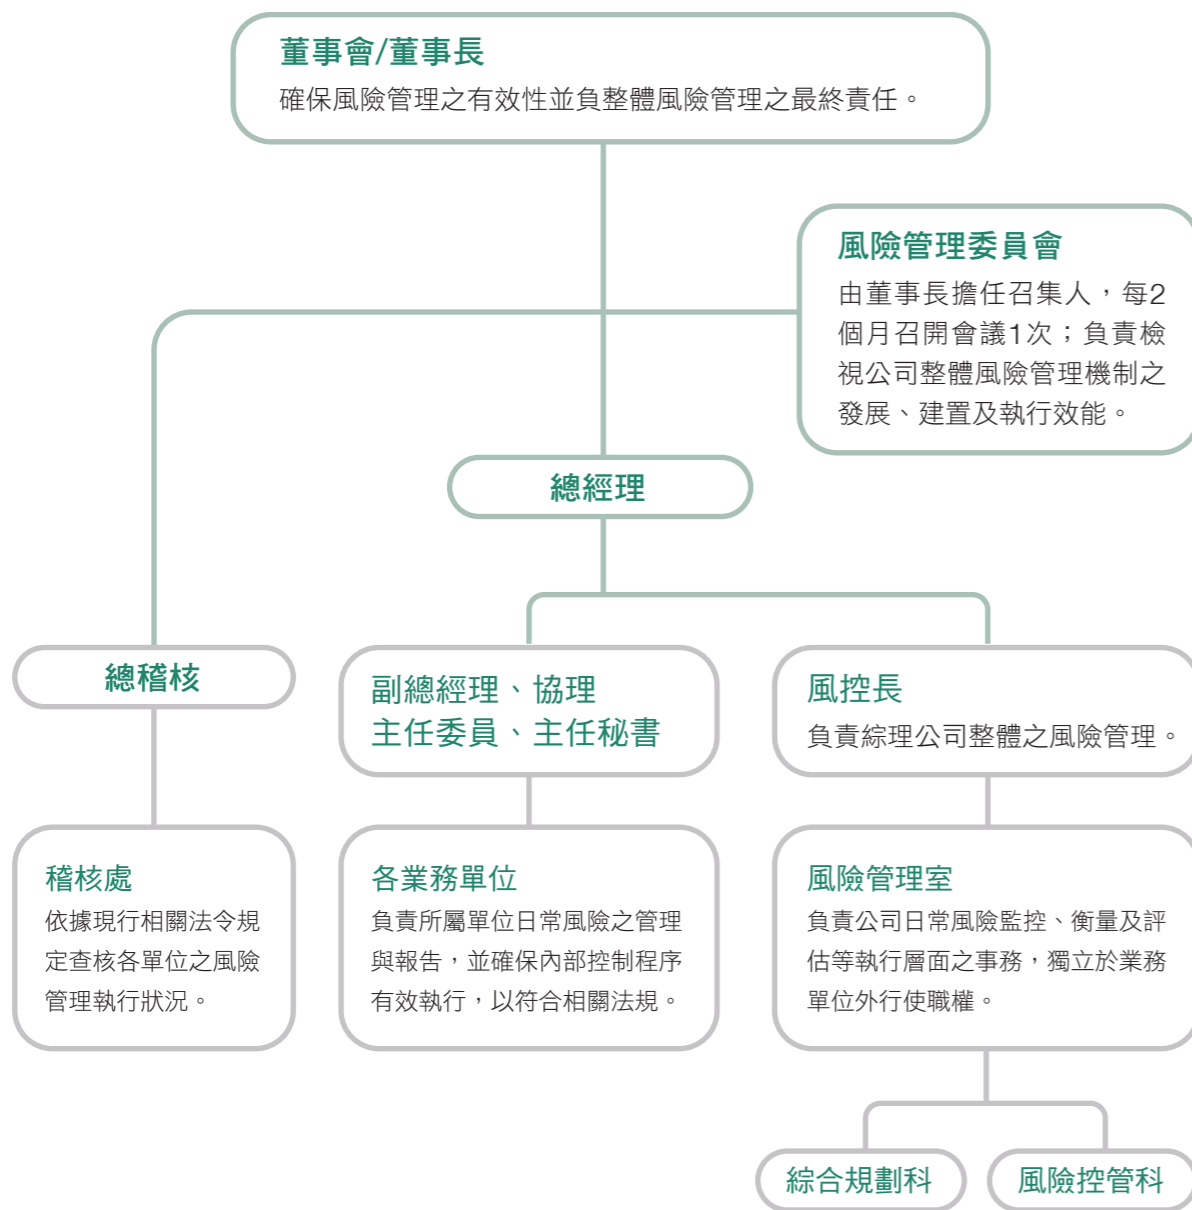 董事會/董事長
確保風險管理之有效性並負整體風險管理之最終責任。
風險管理委員會
由董事長擔任召集人，每2
個月召開會議1次；負責檢
視公司整體風險管理機制之
發展、建置及執行效能。
總經理
總稽核
副總經理、協理
主任委員、主任秘書
風控長
負責綜理公司整體之風險管理。
稽核處
依據現行相關法令規
定查核各單位之風險
管理執行狀況。
各業務單位
負責所屬單位日常風險之管理
與報告，並確保內部控制程序
有效執行，以符合相關法規。
風險管理室
負責公司日常風險監控、衡量及評
估等執行層面之事務，獨立於業務
單位外行使職權。
綜合規劃科
風險控管科